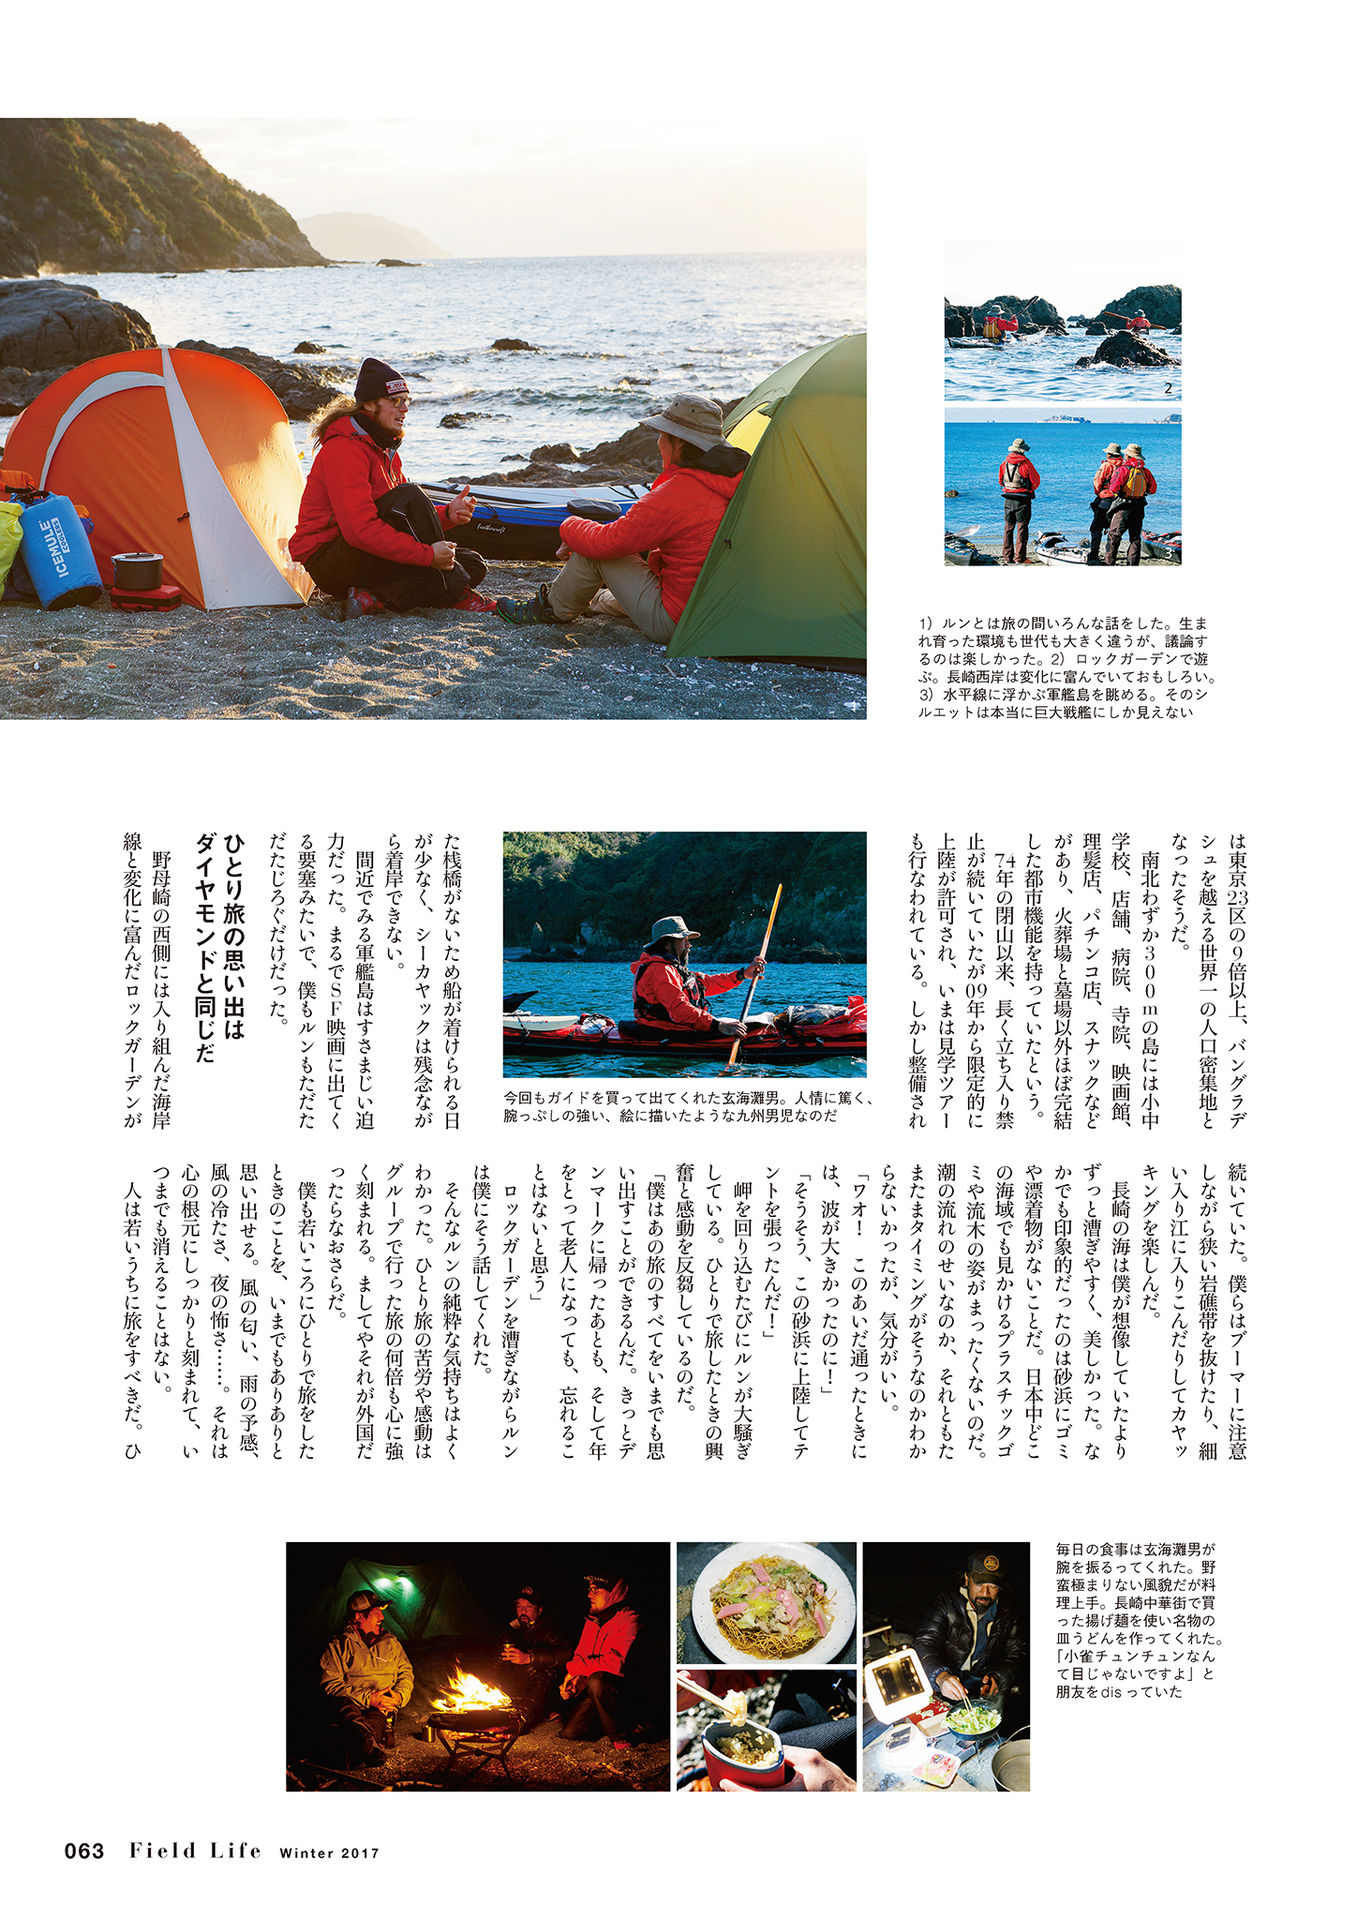 ICEMULE
COOLERS
Feathercraft
1
2
3
1）ルンとは旅の間いろんな話をした。生ま
れ育った環境も世代も大きく違うが、議論す
るのは楽しかった。2）ロックガーデンで遊
ぶ。長崎西岸は変化に富んでいておもしろい。
3）水平線に浮かぶ軍艦島を眺める。そのシ
ルエットは本当に巨大戦艦にしか見えない
は東京23区の９倍以上、バングラデ
シュを越える世界一の人口密集地と
なったそうだ。
南北わずか300mの島には小中
学校、店舗、病院、寺院、映画館、
理髪店、パチンコ店、スナックなど
があり、火葬場と墓場以外ほぼ完結
した都市機能を持っていたという。
74年の閉山以来、長く立ち入り禁
止が続いていたが09年から限定的に
上陸が許可され、いまは見学ツアー
も行なわれている。しかし整備され
今回もガイドを買って出てくれた玄海灘男。人情に篤く、
腕っぷしの強い、絵に描いたような九州男児なのだ
た桟橋がないため船が着けられる日
が少なく、シーカヤックは残念なが
ら着岸できない。
間近でみる軍艦島はすさまじい迫
力だった。まるでSF映画に出てく
る要塞みたいで、僕もルンもただた
だたじろぐだけだった。
ひとり旅の思い出は
ダイヤモンドと同じだ
野母崎の西側には入り組んだ海岸
線と変化に富んだロックガーデンが
続いていた。僕らはブーマーに注意
しながら狭い岩礁帯を抜けたり、細
い入り江に入りこんだりしてカヤッ
キングを楽しんだ。
長崎の海は僕が想像していたより
ずっと漕ぎやすく、美しかった。な
かでも印象的だったのは砂浜にゴミ
や漂着物がないことだ。日本中どこ
の海域でも見かけるプラスチックゴ
ミや流木の姿がまったくないのだ。
潮の流れのせいなのか、それともた
またまタイミングがそうなのかわか
らないかったが、気分がいい。
「ワオ！　このあいだ通ったときに
は、波が大きかったのに！」
「そうそう、この砂浜に上陸してテ
ントを張ったんだ！」
岬を回り込むたびにルンが大騒ぎ
している。ひとりで旅したときの興
奮と感動を反芻しているのだ。
「僕はあの旅のすべてをいまでも思
い出すことができるんだ。きっとデ
ンマークに帰ったあとも、そして年
をとって老人になっても、忘れるこ
とはないと思う」
ロックガーデンを漕ぎながらルン
は僕にそう話してくれた。
そんなルンの純粋な気持ちはよく
わかった。ひとり旅の苦労や感動は
グループで行った旅の何倍も心に強
く刻まれる。ましてやそれが外国だ
ったらなおさらだ。
僕も若いころにひとりで旅をした
ときのことを、いまでもありありと
思い出せる。風の匂い、雨の予感、
風の冷たさ、夜の怖さ……。それは
心の根元にしっかりと刻まれて、い
つまでも消えることはない。
人は若いうちに旅をすべきだ。ひ
毎日の食事は玄海灘男が
腕を振るってくれた。野
蛮極まりない風貌だが料
理上手。長崎中華街で買
った揚げ麺を使い名物の
皿うどんを作ってくれた。
「小雀チュンチュンなん
て目じゃないですよ」と
朋友をdisっていた
063 Field Life Winter 2017